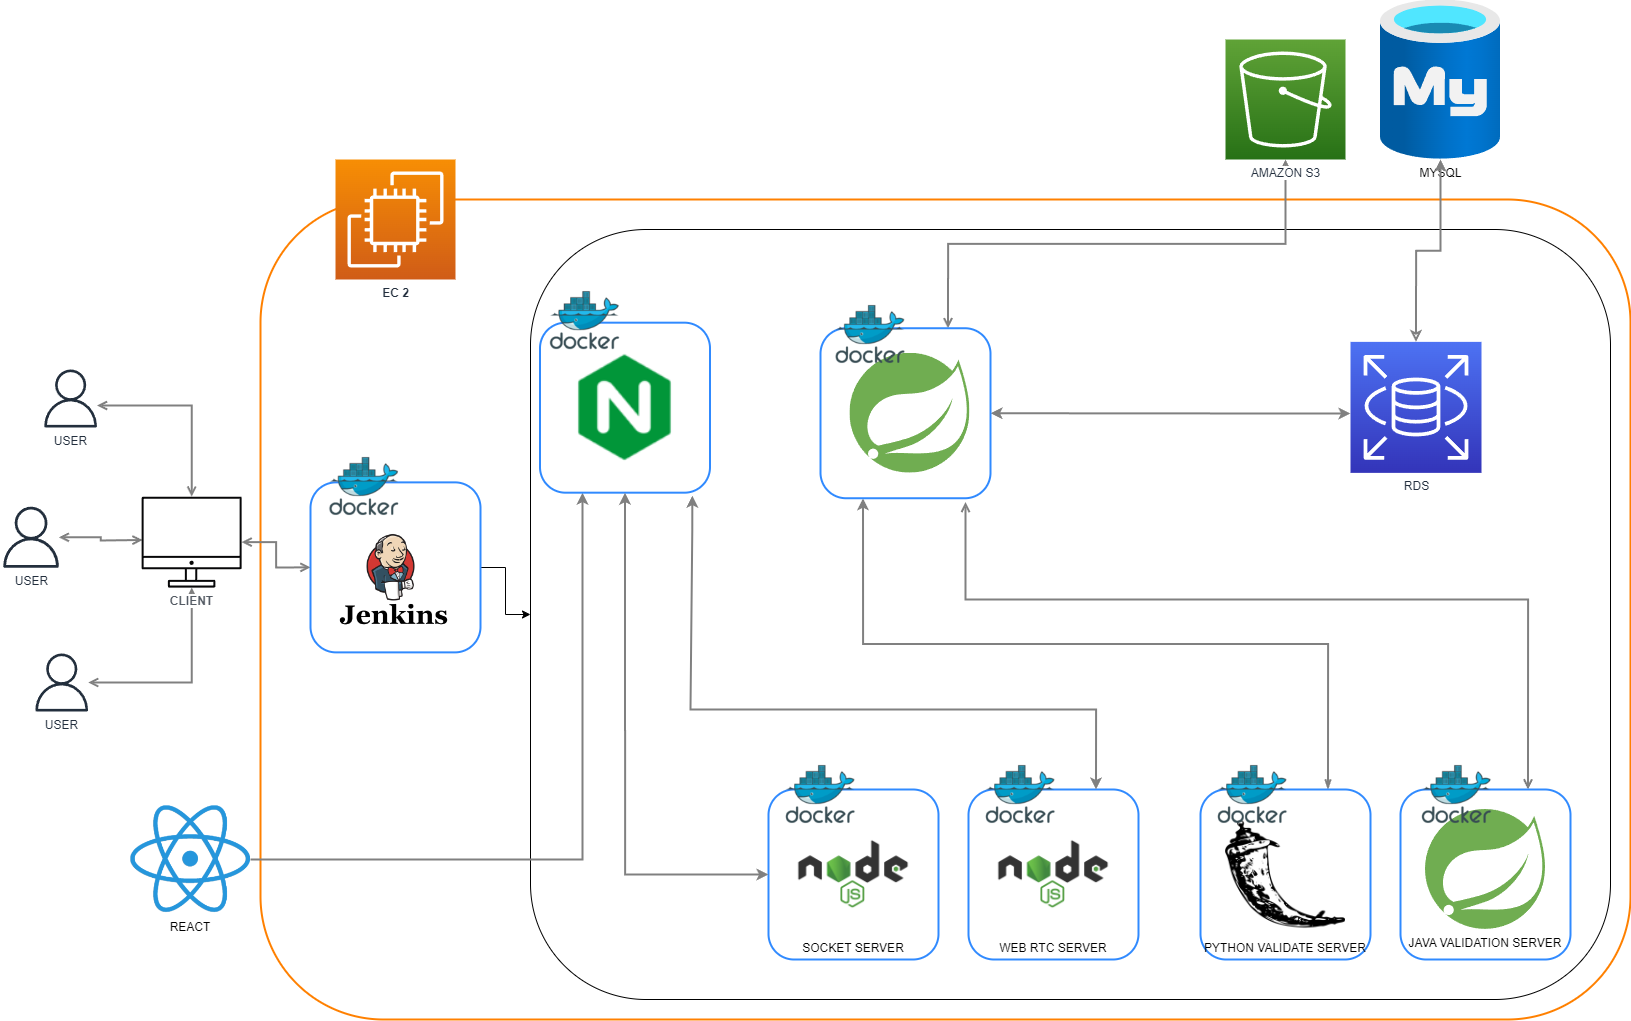 My
AMAZON S3
MYSQL
EC 2
docker
docker
N
USER
RDS
docker
USER
CLIENT
Jenkins
USER
docker
docker
docker
docker
node
JS
node
JS
REACT
SOCKET SERVER
WEB RTC SERVER
PYTHON VALIDATE SERVER
JAVA VALIDATION SERVER